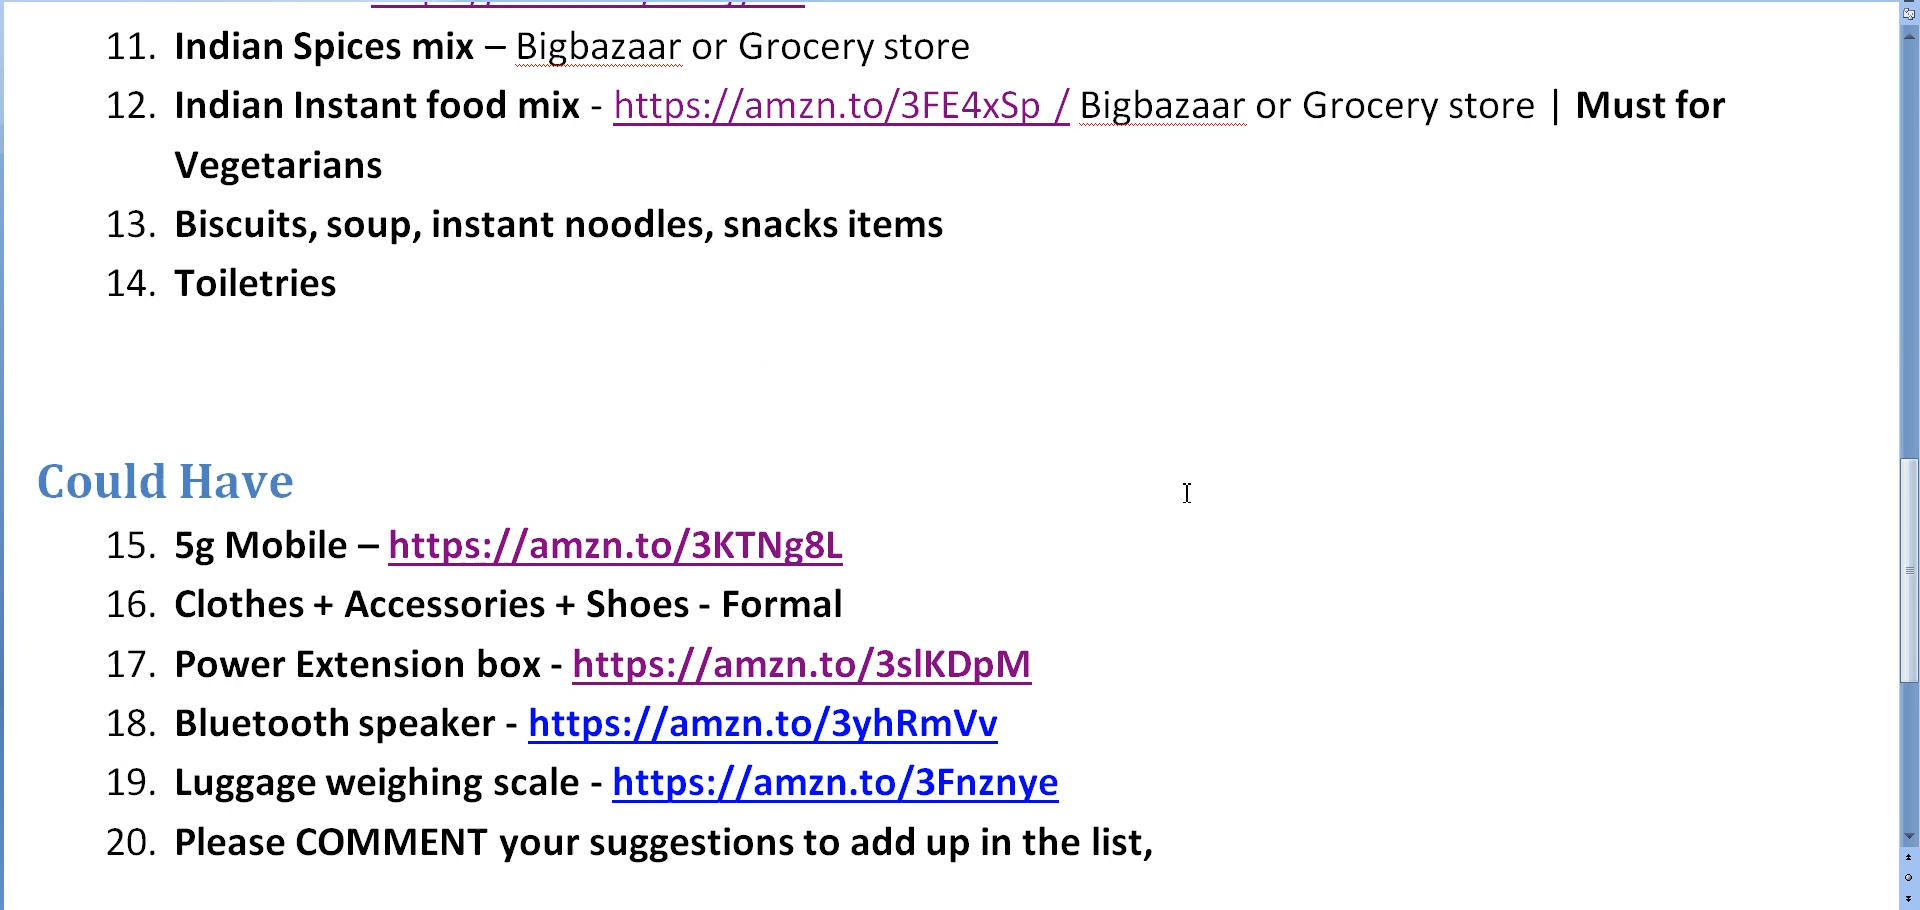 11. Indian Spices mix – Bigbazaar or Grocery store
12. Indian Instant food mix - https://amzn.to/3FE4xSp / Bigbazaar or Grocery store | Must for
Vegetarians
13. Biscuits, soup, instant noodles, snacks items
14. Toiletries
Could Have
15. 5g Mobile – https://amzn.to/3KTNg8L
16. Clothes + Accessories + Shoes - Formal
17. Power Extension box - https://amzn.to/3slKDpM
18. Bluetooth speaker - https://amzn.to/3yhRmVv
19. Luggage weighing scale - https://amzn.to/3Fnznye
20. Please COMMENT your suggestions to add up in the list,